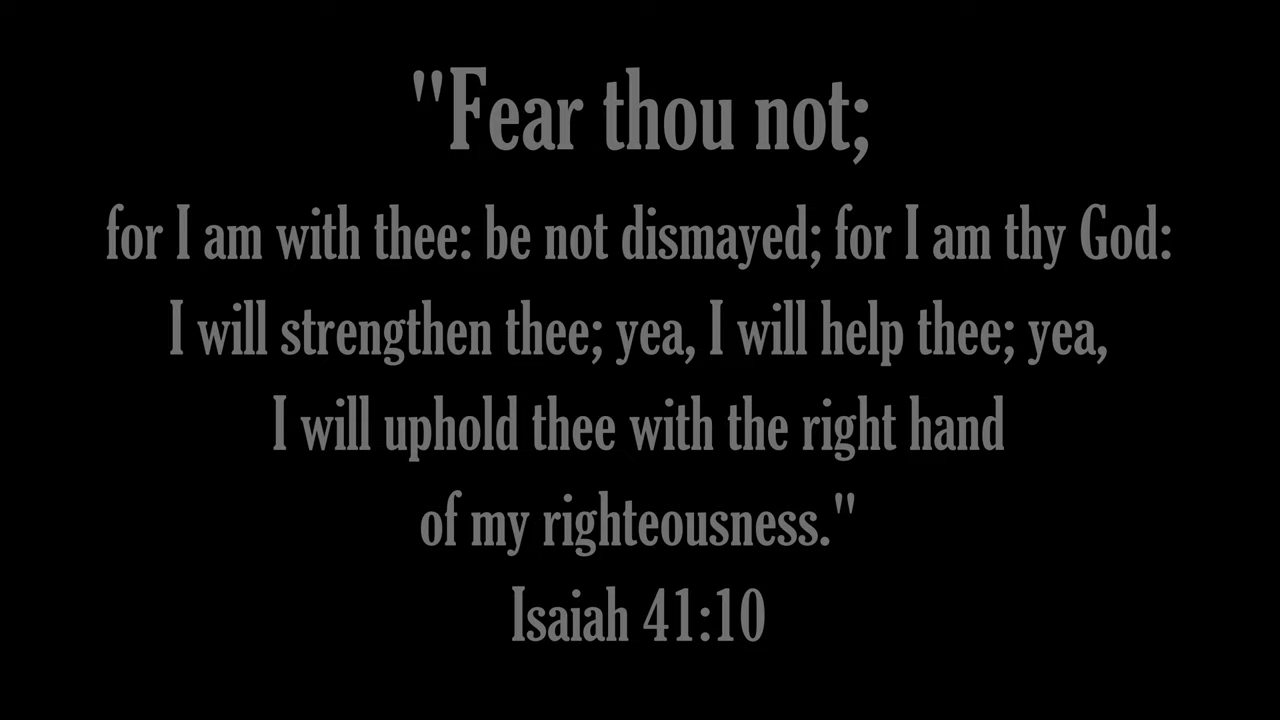 "Fear thou not;
for I am with thee: be not dismayed; for I am thy God:
I will strengthen thee; yea, I will help thee; yea,
I will uphold thee with the right hand
of my righteousness."
Isaiah 41:10